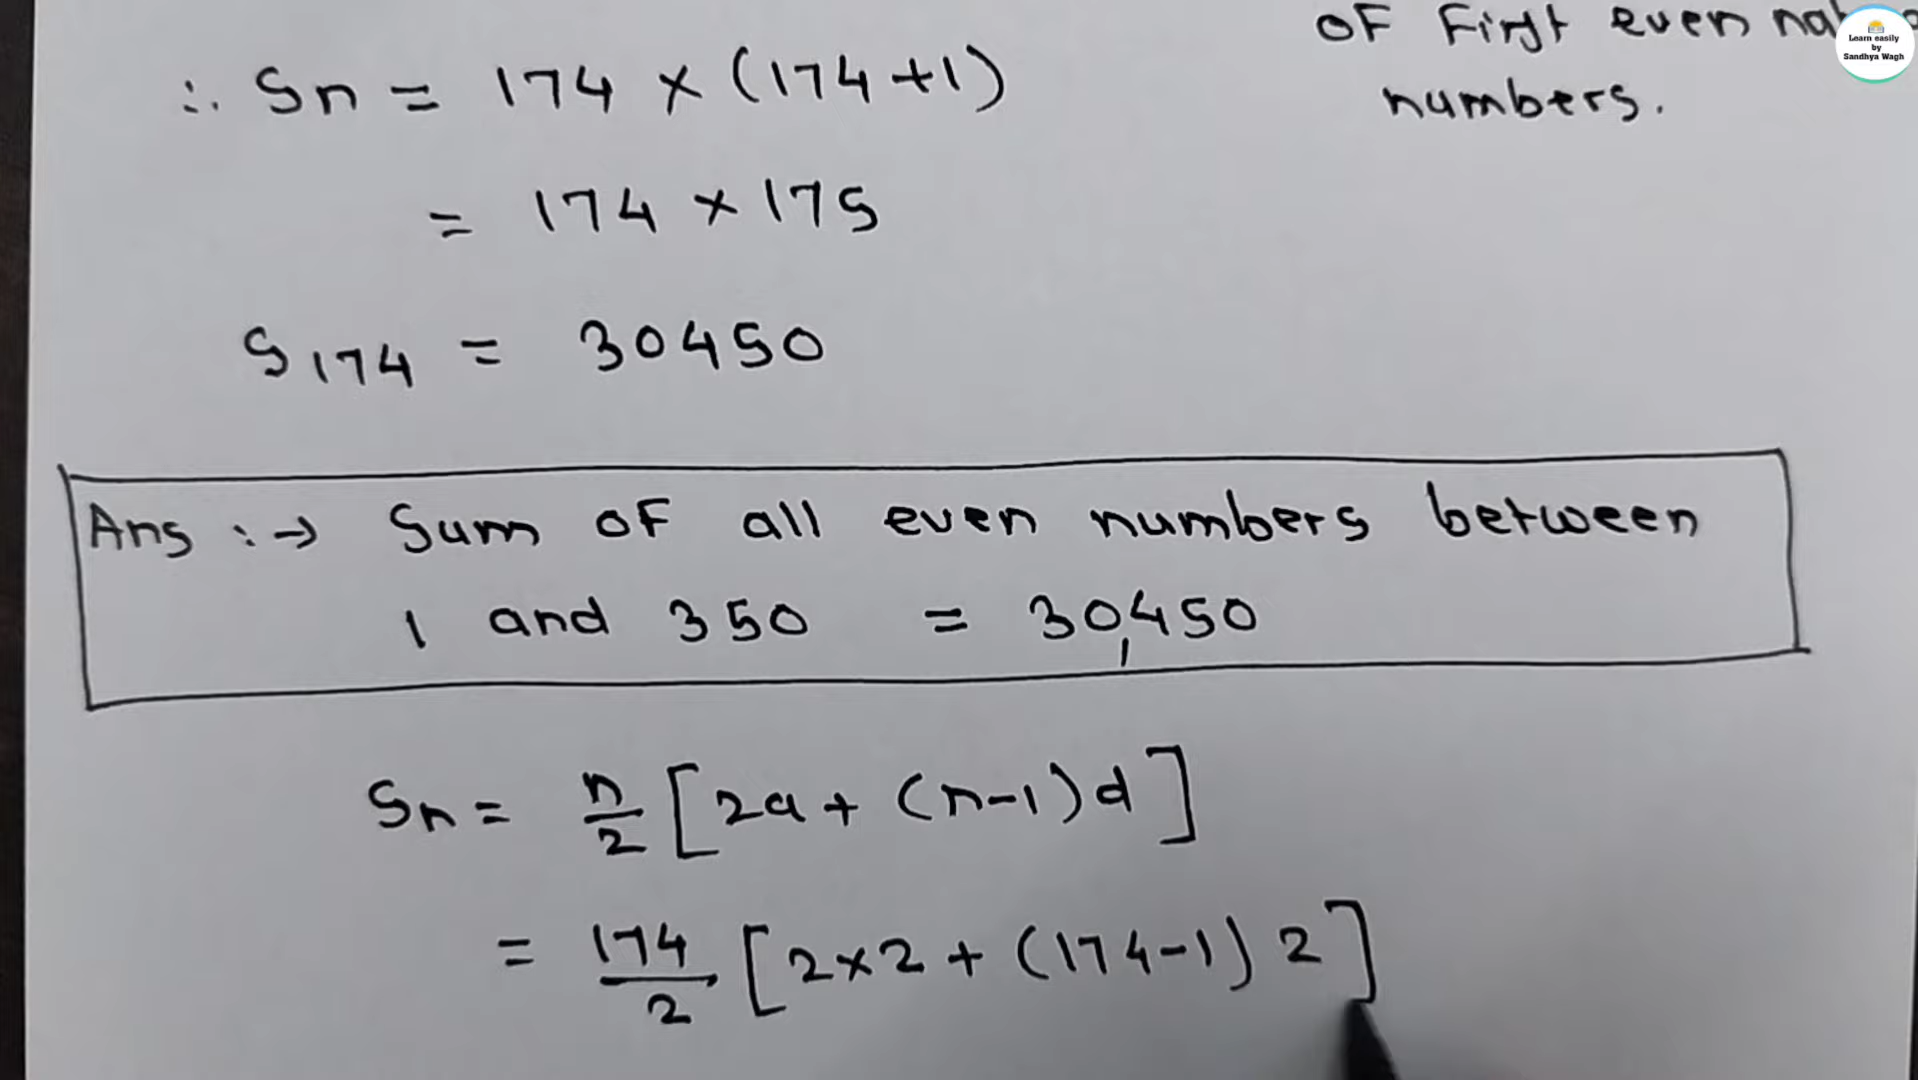 of first even
Learn easily
by
Sandhya Wagh
numbers.
∴ Sn = 174 × (174+1)
= 174 × 175
S174 = 30450
Ans :→ Sum of all even numbers between
1 and 350 = 30,450
Sn = n/2 [2a + (n-1)d]
= 174/2 [2×2 + (174-1) 2]